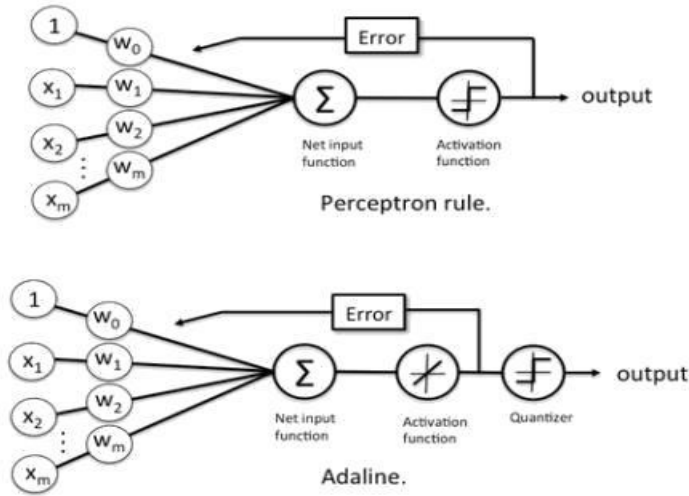 1
w₀
Error
x₁
w₁
Σ
output
x₂
w₂
Net input function
Activation function
⋮
xₘ
wₘ
Perceptron rule.
1
w₀
Error
x₁
w₁
Σ
output
x₂
w₂
Net input function
Activation function
Quantizer
⋮
xₘ
wₘ
Adaline.